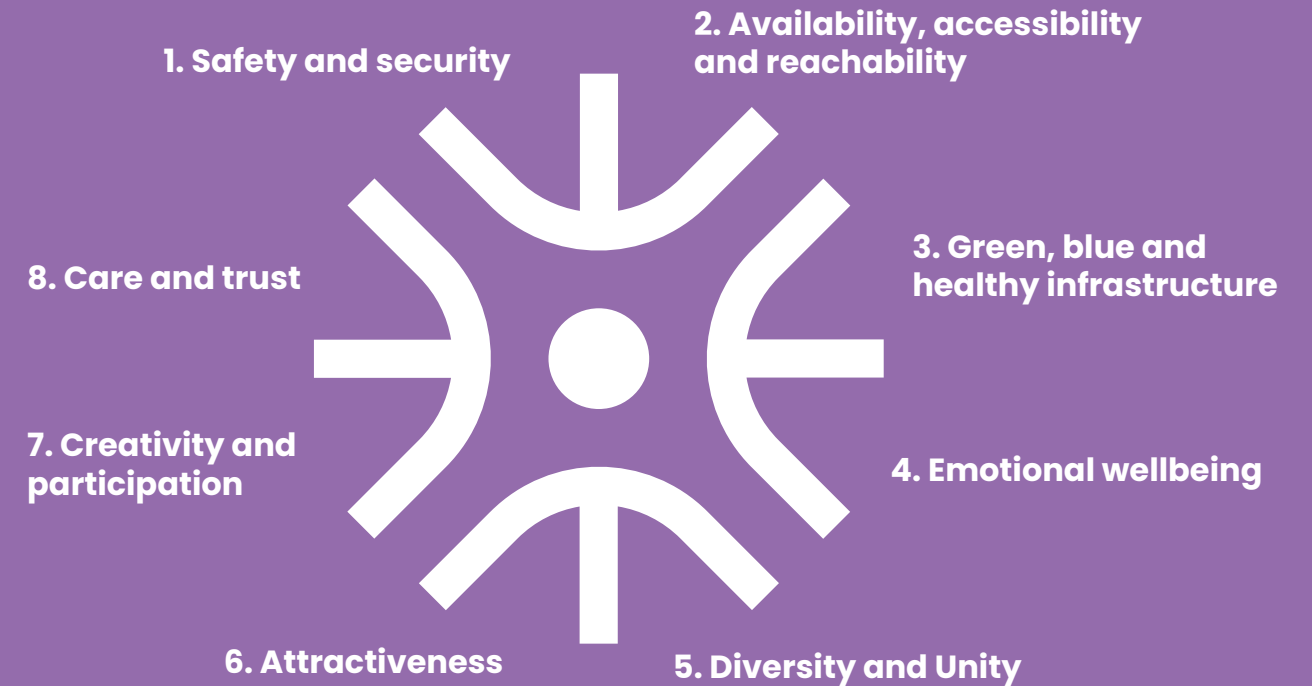 1. Safety and security
2. Availability, accessibility
and reachability
3. Green, blue and
healthy infrastructure
4. Emotional wellbeing
5. Diversity and Unity
6. Attractiveness
7. Creativity and
participation
8. Care and trust